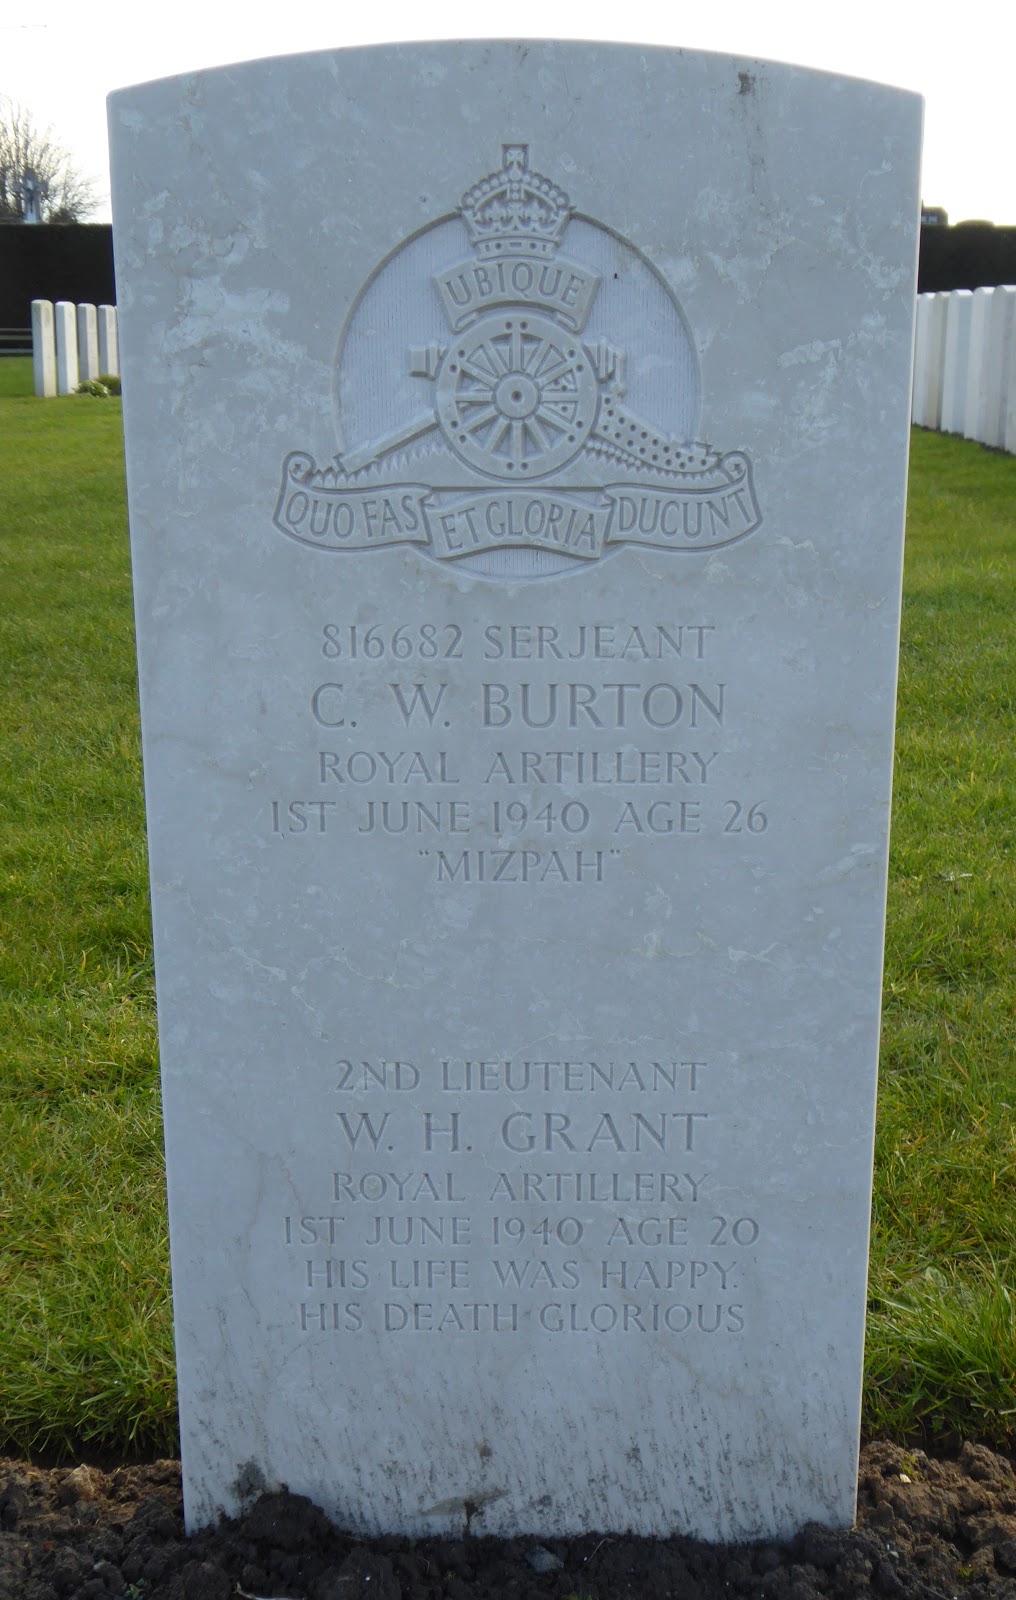 UBIQUE
QUO FAS ET GLORIA DUCUNT
816682 SERJEANT
C. W. BURTON
ROYAL ARTILLERY
1ST JUNE 1940 AGE 26
"MIZPAH"
2ND LIEUTENANT
W. H. GRANT
ROYAL ARTILLERY
1ST JUNE 1940 AGE 20
HIS LIFE WAS HAPPY.
HIS DEATH GLORIOUS